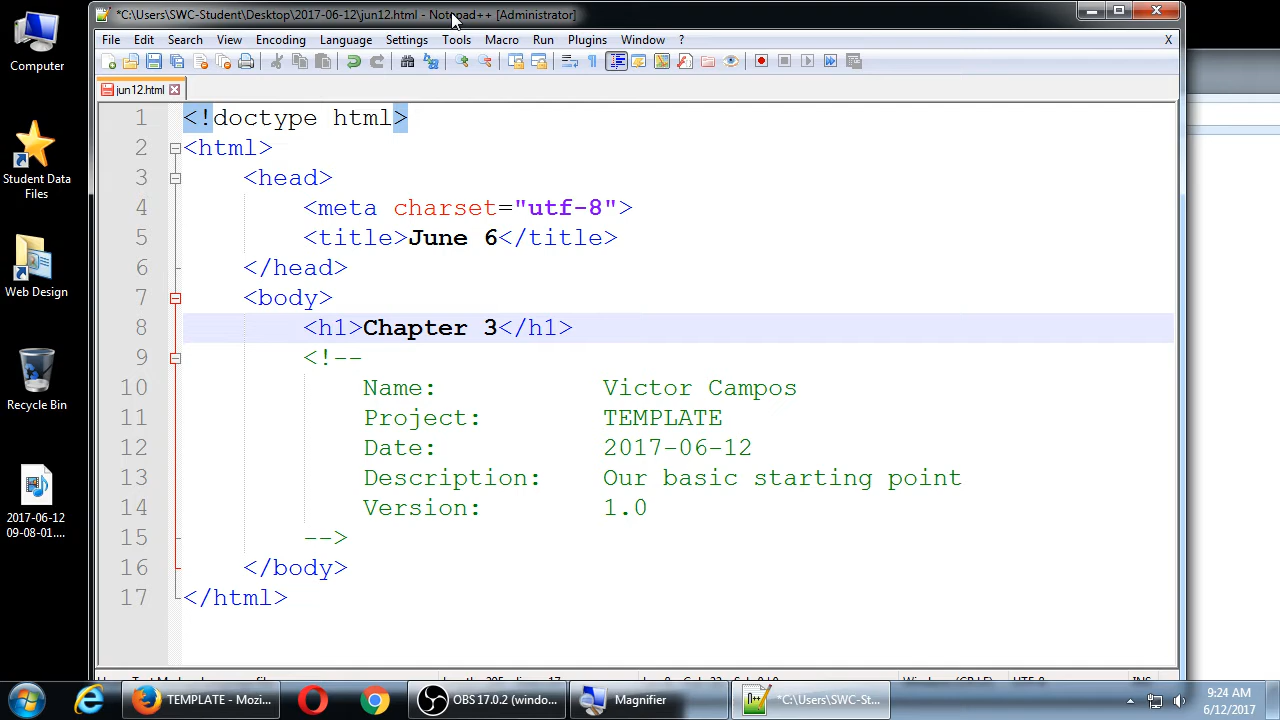 *C:\Users\SWC-Student\Desktop\2017-06-12\jun12.html - Notepad++ [Administrator]
File Edit Search View Encoding Language Settings Tools Macro Run Plugins Window ? X
jun12.html
1 <!doctype html>
2 <html>
3 <head>
4 <meta charset="utf-8">
5 <title>June 6</title>
6 </head>
7 <body>
8 <h1>Chapter 3</h1>
9 <!--
10 Name: Victor Campos
11 Project: TEMPLATE
12 Date: 2017-06-12
13 Description: Our basic starting point
14 Version: 1.0
15 -->
16 </body>
17 </html>
Computer
Student Data
Files
Web Design
Recycle Bin
2017-06-12
09-08-01....
TEMPLATE - Mozi... OBS 17.0.2 (windo... Magnifier *C:\Users\SWC-St...
9:24 AM
6/12/2017